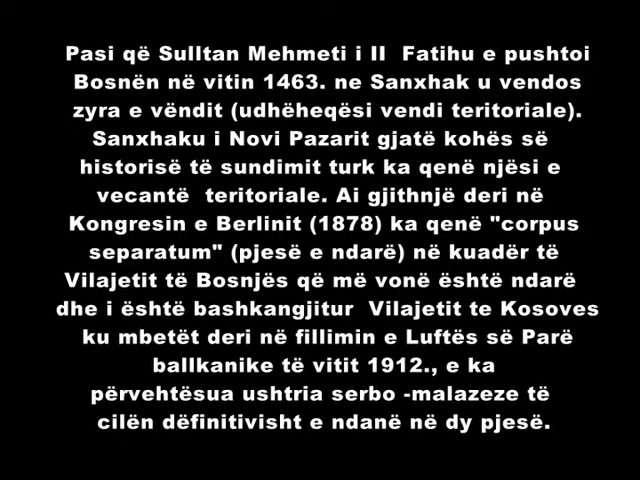 Pasi që Sulltan Mehmeti i II  Fatihu e pushtoi
Bosnën në vitin 1463. ne Sanxhak u vendos
zyra e vëndit (udhëheqësi vendi teritoriale).
Sanxhaku i Novi Pazarit gjatë kohës së
historisë të sundimit turk ka qenë njësi e
vecantë  teritoriale. Ai gjithnjë deri në
Kongresin e Berlinit (1878) ka qenë "corpus
separatum" (pjesë e ndarë) në kuadër të
Vilajetit të Bosnjës që më vonë është ndarë
dhe i është bashkangjitur  Vilajetit te Kosoves
ku mbetët deri në fillimin e Luftës së Parë
ballkanike të vitit 1912., e ka
përvehtësua ushtria serbo -malazeze të
cilën dëfinitivisht e ndanë në dy pjesë.